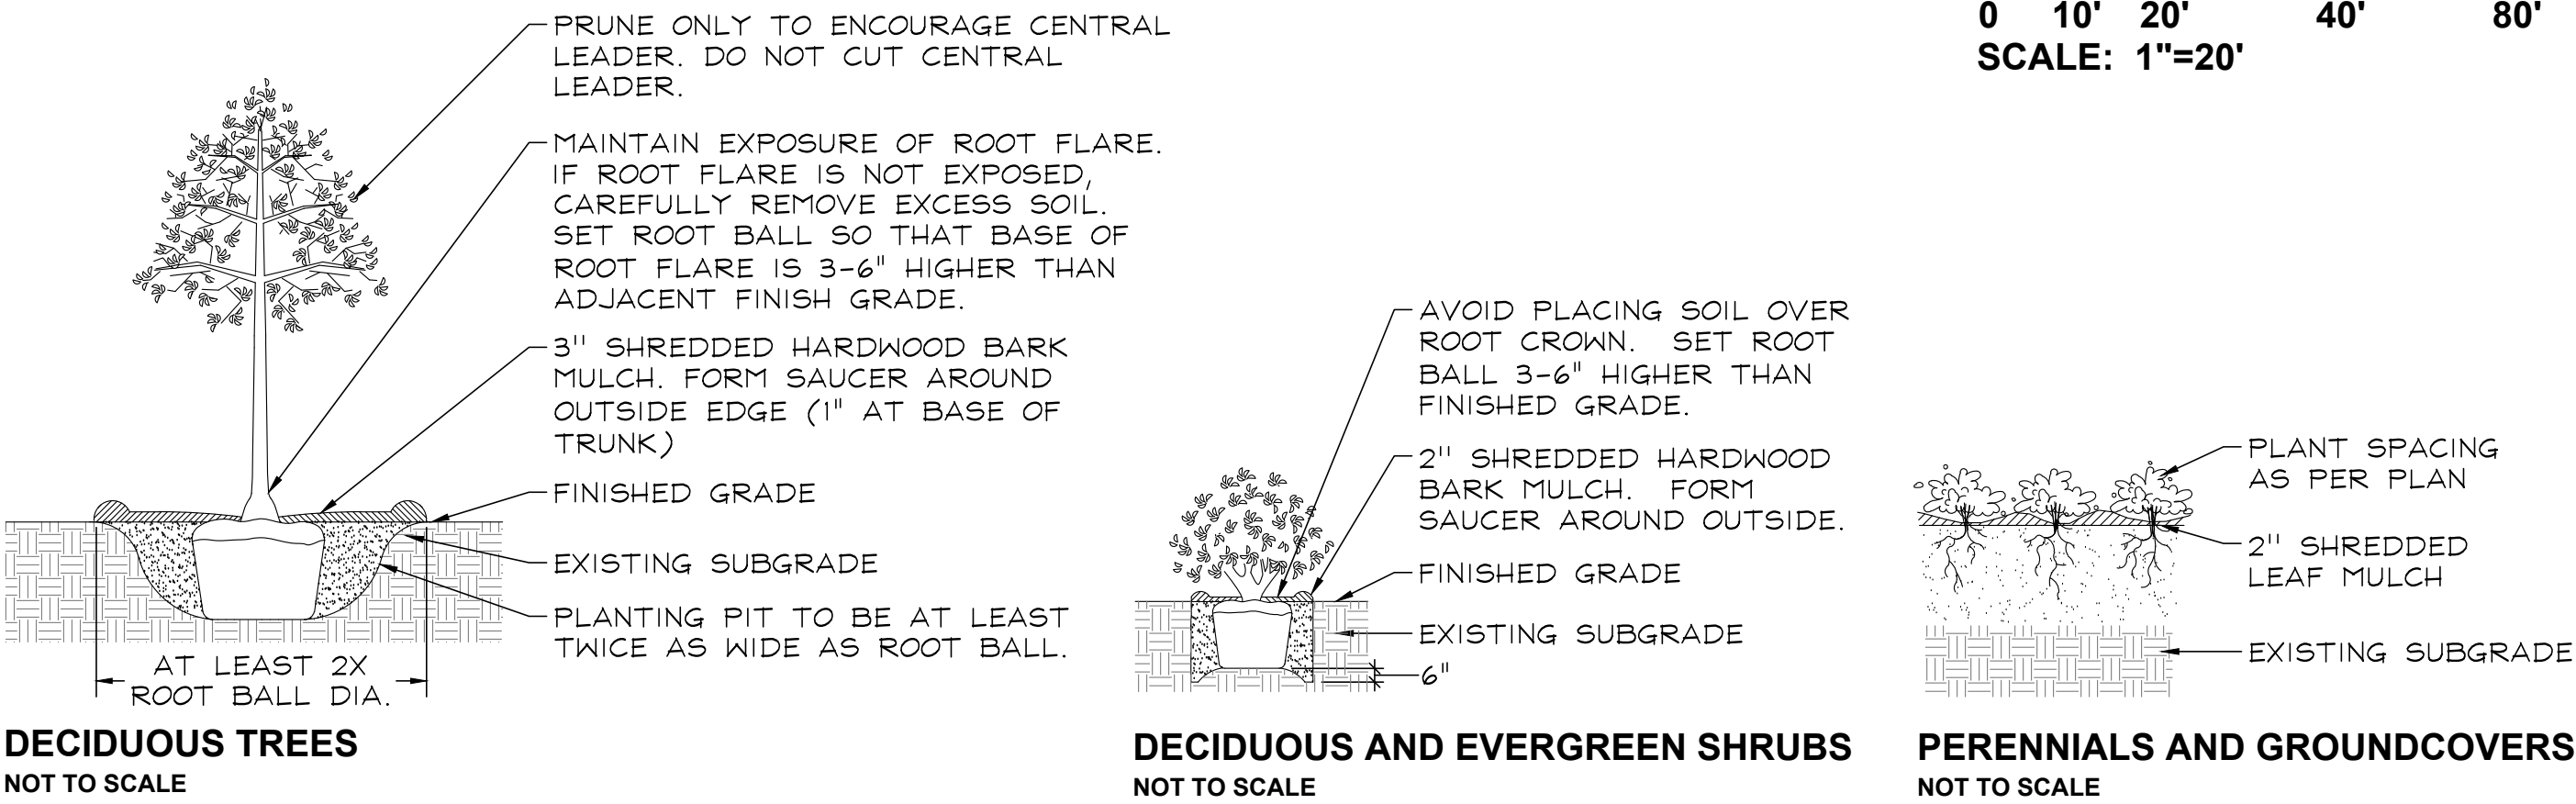 PRUNE ONLY TO ENCOURAGE CENTRAL
LEADER. DO NOT CUT CENTRAL
LEADER.
MAINTAIN EXPOSURE OF ROOT FLARE.
IF ROOT FLARE IS NOT EXPOSED,
CAREFULLY REMOVE EXCESS SOIL.
SET ROOT BALL SO THAT BASE OF
ROOT FLARE IS 3-6" HIGHER THAN
ADJACENT FINISH GRADE.
3" SHREDDED HARDWOOD BARK
MULCH. FORM SAUCER AROUND
OUTSIDE EDGE (1" AT BASE OF
TRUNK)
FINISHED GRADE
EXISTING SUBGRADE
PLANTING PIT TO BE AT LEAST
TWICE AS WIDE AS ROOT BALL.
AT LEAST 2X
ROOT BALL DIA.
DECIDUOUS TREES
NOT TO SCALE
AVOID PLACING SOIL OVER
ROOT CROWN. SET ROOT
BALL 3-6" HIGHER THAN
FINISHED GRADE.
2" SHREDDED HARDWOOD
BARK MULCH. FORM
SAUCER AROUND OUTSIDE.
FINISHED GRADE
EXISTING SUBGRADE
6"
DECIDUOUS AND EVERGREEN SHRUBS
NOT TO SCALE
0 10' 20' 40' 80'
SCALE: 1"=20'
PLANT SPACING
AS PER PLAN
2" SHREDDED
LEAF MULCH
EXISTING SUBGRADE
PERENNIALS AND GROUNDCOVERS
NOT TO SCALE